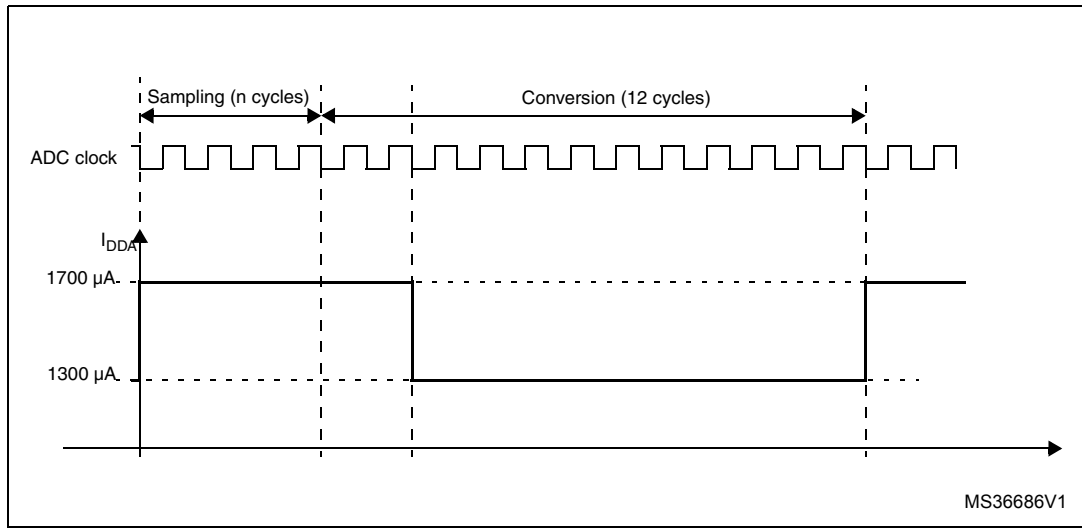 Sampling (n cycles)
Conversion (12 cycles)
ADC clock
IDDA
1700 µA
1300 µA
MS36686V1